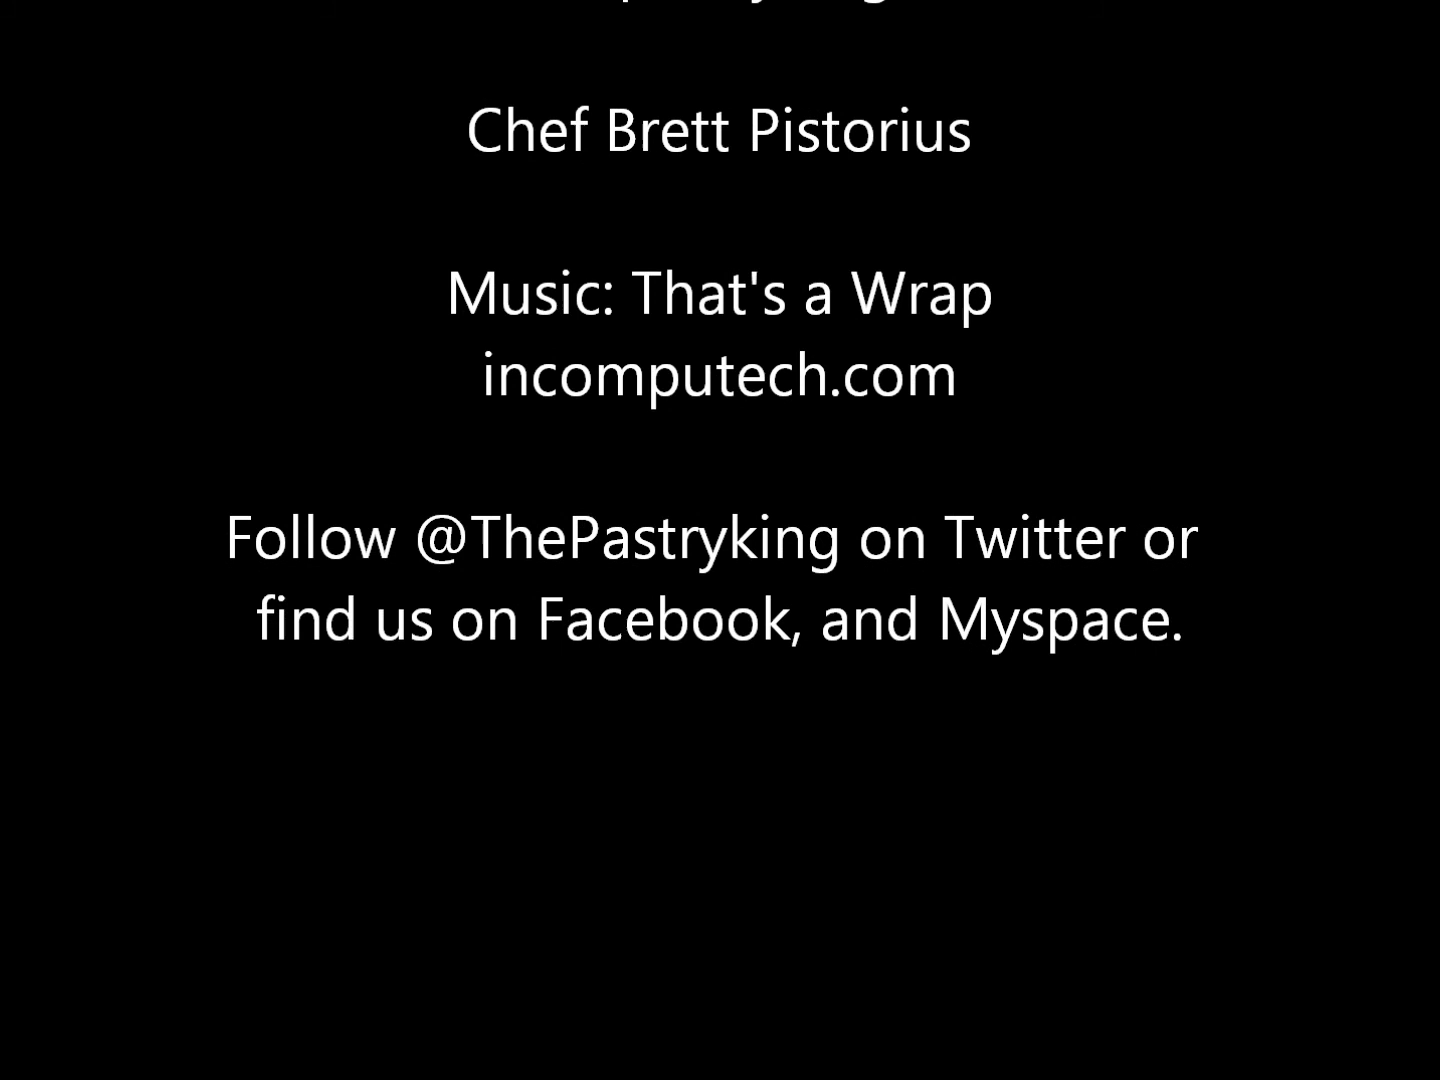 Chef Brett Pistorius
Music: That's a Wrap
incomputech.com
Follow @ThePastryking on Twitter or
find us on Facebook, and Myspace.